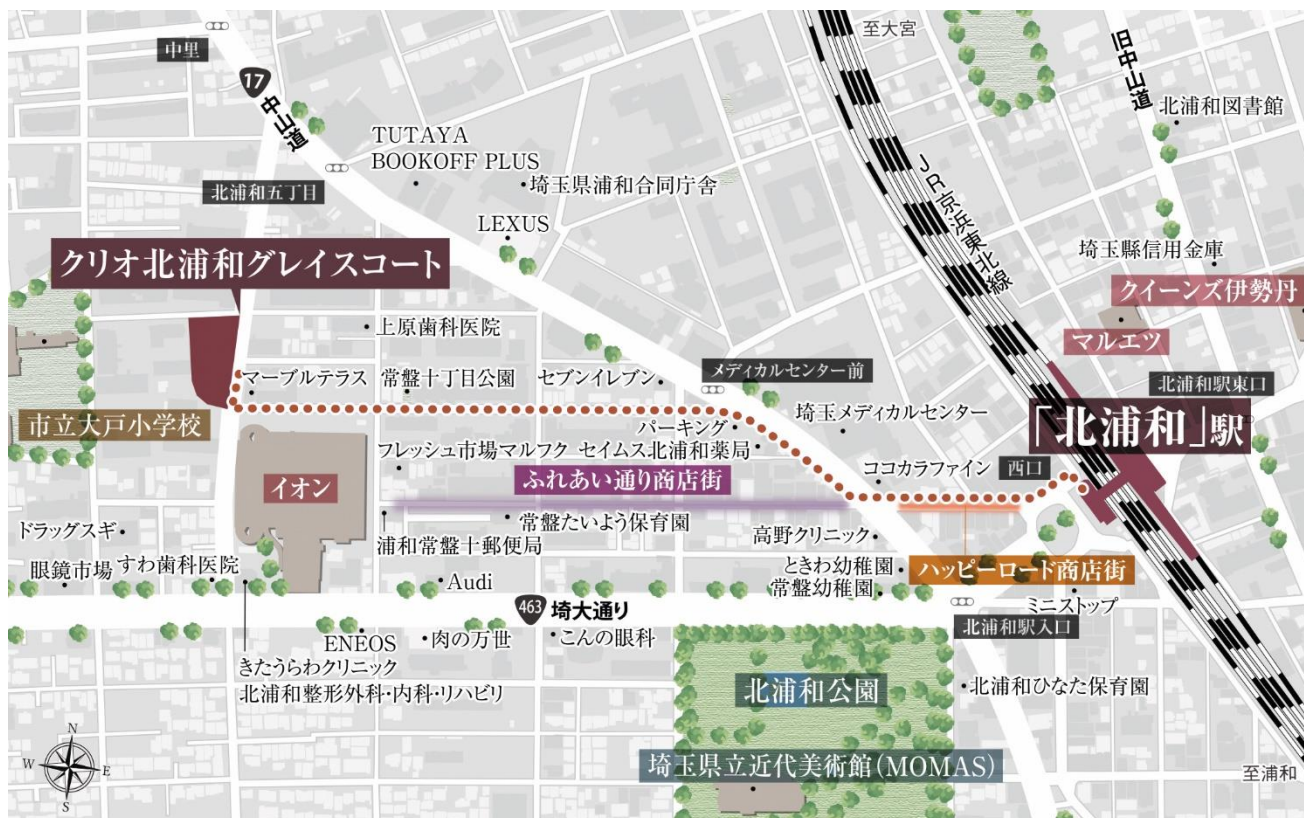 至大宮
中里
旧中山道
17
中山道
北浦和図書館
TUTAYA
BOOKOFF PLUS
埼玉県浦和合同庁舎
北浦和五丁目
JR京浜東北線
LEXUS
クリオ北浦和グレイスコート
埼玉縣信用金庫
クイーンズ伊勢丹
上原歯科医院
マルエツ
マーブルテラス
常盤十丁目公園
セブンイレブン
メディカルセンター前
北浦和駅東口
市立大戸小学校
パーキング
埼玉メディカルセンター
「北浦和」駅
フレッシュ市場マルフク
セイムス北浦和薬局
ココカラファイン
西口
イオン
ふれあい通り商店街
ドラッグスギ
常盤たいよう保育園
高野クリニック
浦和常盤十郵便局
眼鏡市場
すわ歯科医院
ときわ幼稚園
ハッピーロード商店街
Audi
常盤幼稚園
463
埼大通り
ミニストップ
北浦和駅入口
ENEOS
肉の万世
こんの眼科
きたうらわクリニック
北浦和整形外科・内科・リハビリ
北浦和公園
北浦和ひなた保育園
埼玉県立近代美術館(MOMAS)
至浦和
N
W
E
S